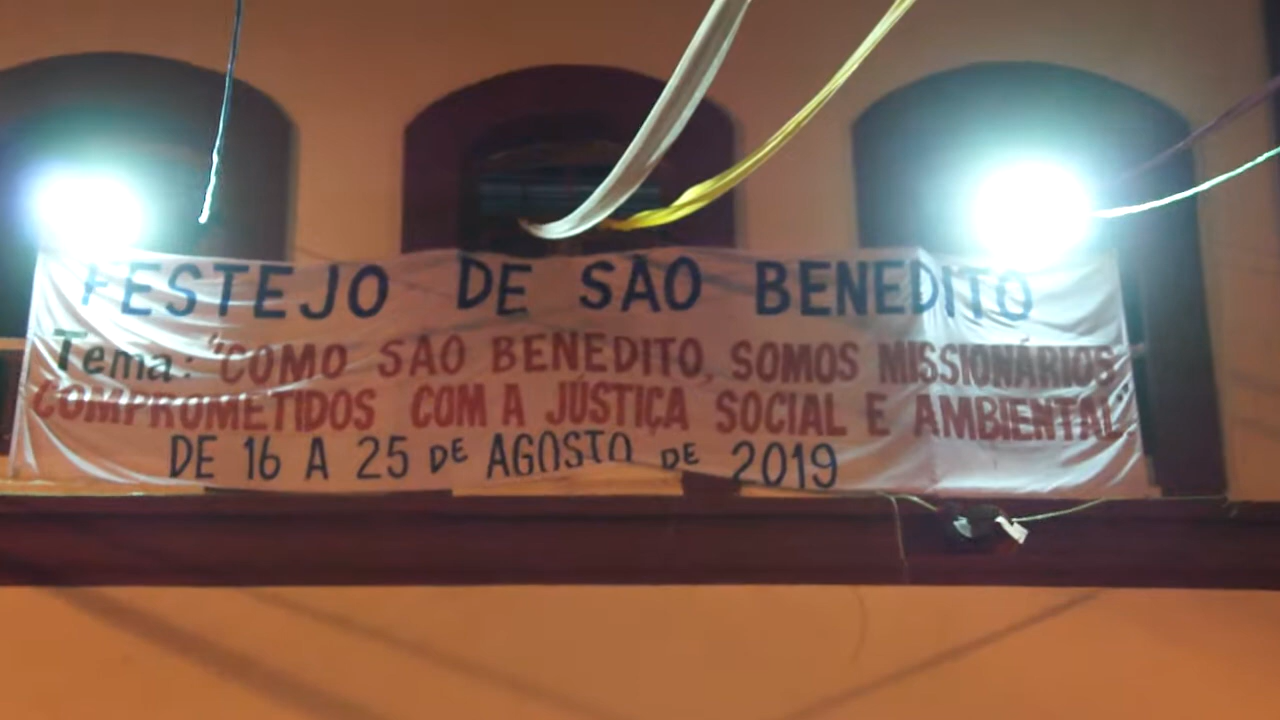 FESTEJO DE SÃO BENEDITO
Tema: "COMO SÃO BENEDITO, SOMOS MISSIONÁRIOS
COMPROMETIDOS COM A JÚSTIÇA SOCIAL E AMBIENTAL"
DE 16 A 25 DE AGOSTO DE 2019